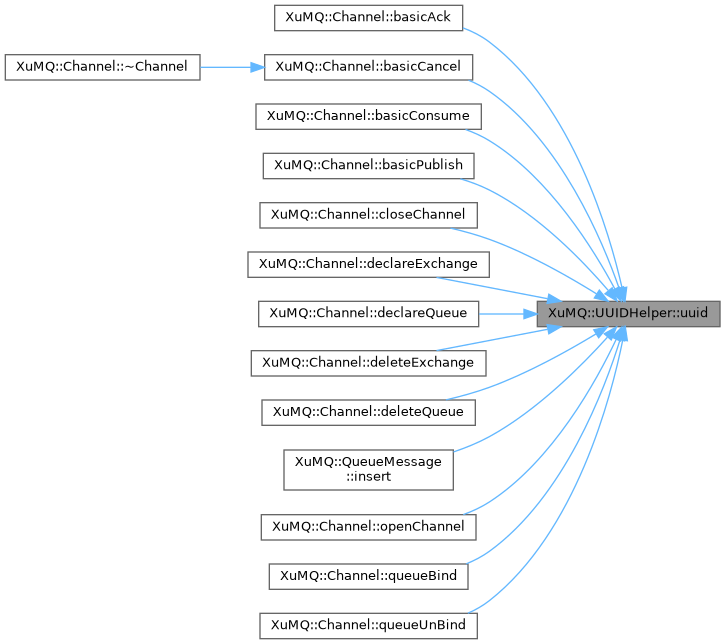 XuMQ::Channel::basicAck
XuMQ::Channel::~Channel
XuMQ::Channel::basicCancel
XuMQ::Channel::basicConsume
XuMQ::Channel::basicPublish
XuMQ::Channel::closeChannel
XuMQ::Channel::declareExchange
XuMQ::Channel::declareQueue
XuMQ::UUIDHelper::uuid
XuMQ::Channel::deleteExchange
XuMQ::Channel::deleteQueue
XuMQ::QueueMessage
::insert
XuMQ::Channel::openChannel
XuMQ::Channel::queueBind
XuMQ::Channel::queueUnBind